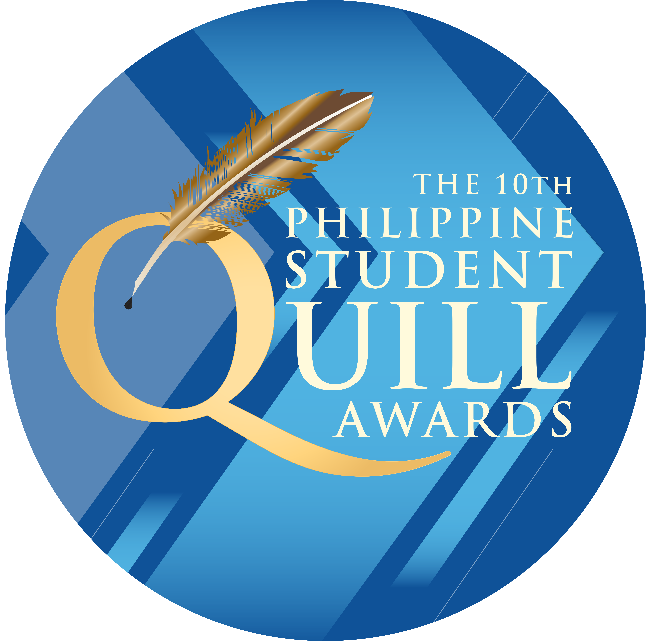 THE 10TH
PHILIPPINE
STUDENT
QUILL
AWARDS